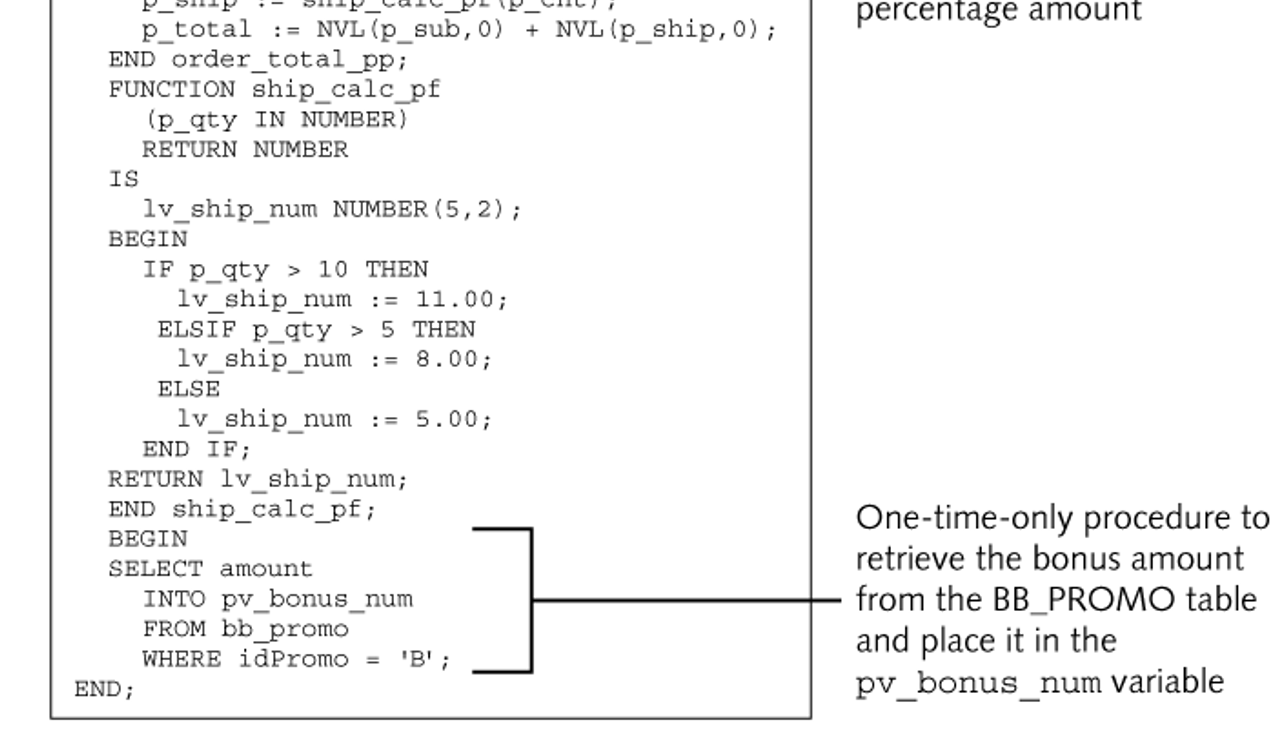 p_ship := ship_calc_pf(p_cnt);
p_total := NVL(p_sub,0) + NVL(p_ship,0);
END order_total_pp;
FUNCTION ship_calc_pf
(p_qty IN NUMBER)
RETURN NUMBER
IS
lv_ship_num NUMBER(5,2);
BEGIN
IF p_qty > 10 THEN
lv_ship_num := 11.00;
ELSIF p_qty > 5 THEN
lv_ship_num := 8.00;
ELSE
lv_ship_num := 5.00;
END IF;
RETURN lv_ship_num;
END ship_calc_pf;
BEGIN
SELECT amount
INTO pv_bonus_num
FROM bb_promo
WHERE idPromo = 'B';
END;
percentage amount
One-time-only procedure to
retrieve the bonus amount
from the BB_PROMO table
and place it in the
pv_bonus_num variable